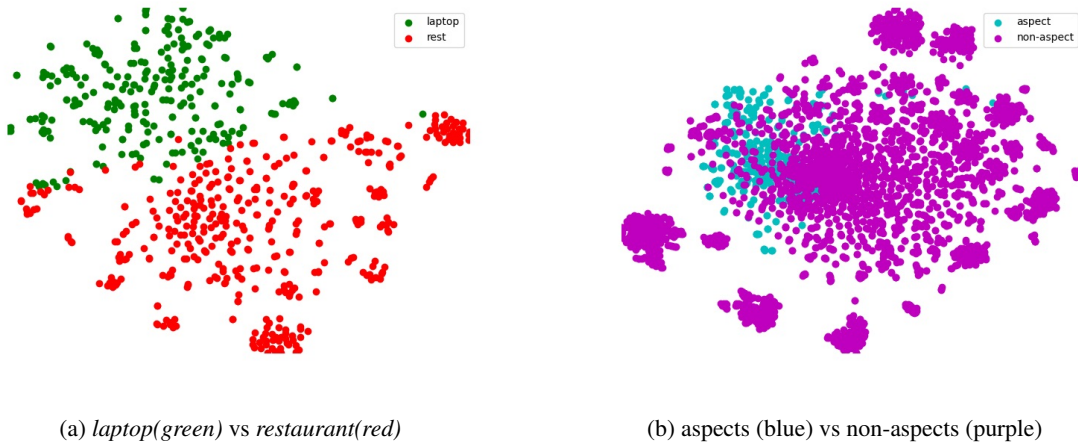 laptop
rest
aspect
non-aspect
(a) laptop(green) vs restaurant(red)
(b) aspects (blue) vs non-aspects (purple)